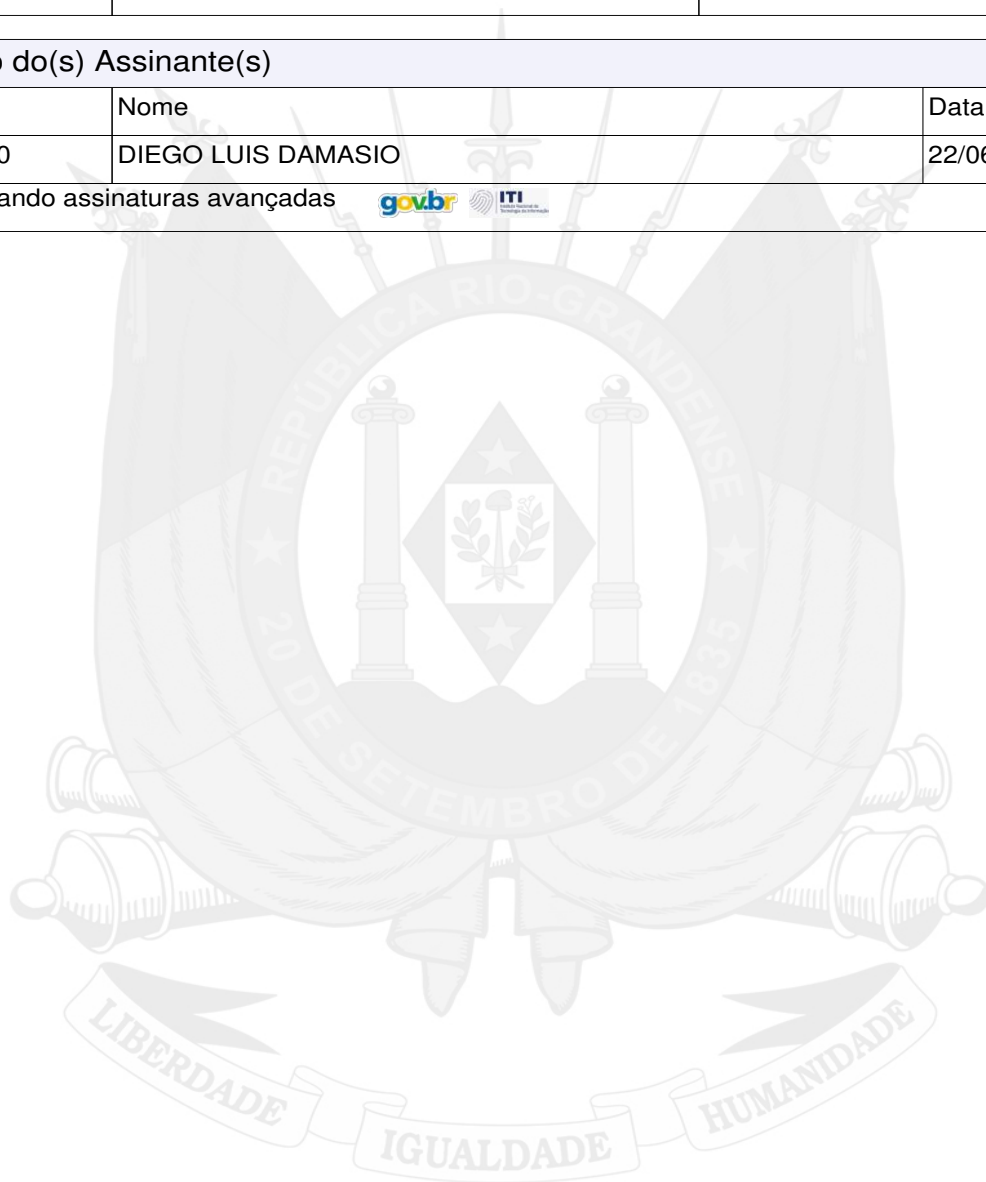 o do(s) Assinante(s)
Nome
Data
0
DIEGO LUIS DAMASIO
22/06
ando assinaturas avançadas
gov.br
ITI
REPÚBLICA RIO-GRANDENSE
20 DE SETEMBRO DE 1835
LIBERDADE
IGUALDADE
HUMANIDADE